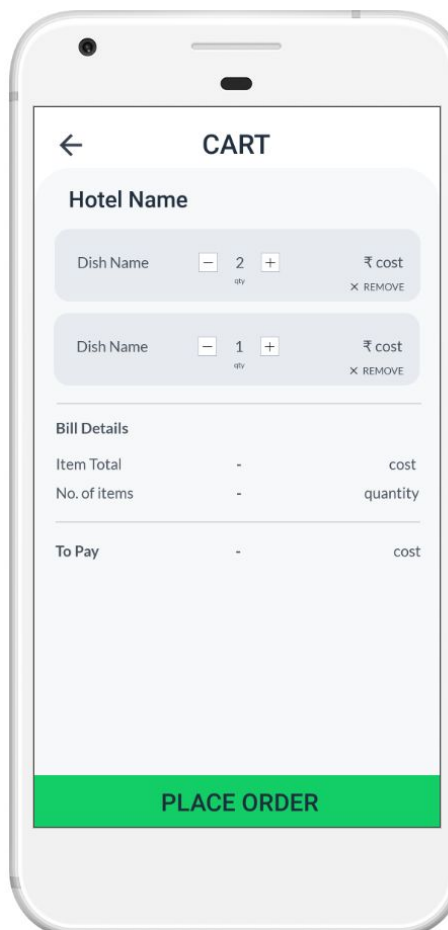 CART
Hotel Name
Dish Name − 2 + ₹ cost
qty × REMOVE
Dish Name − 1 + ₹ cost
qty × REMOVE
Bill Details
Item Total - cost
No. of items - quantity
To Pay - cost
PLACE ORDER